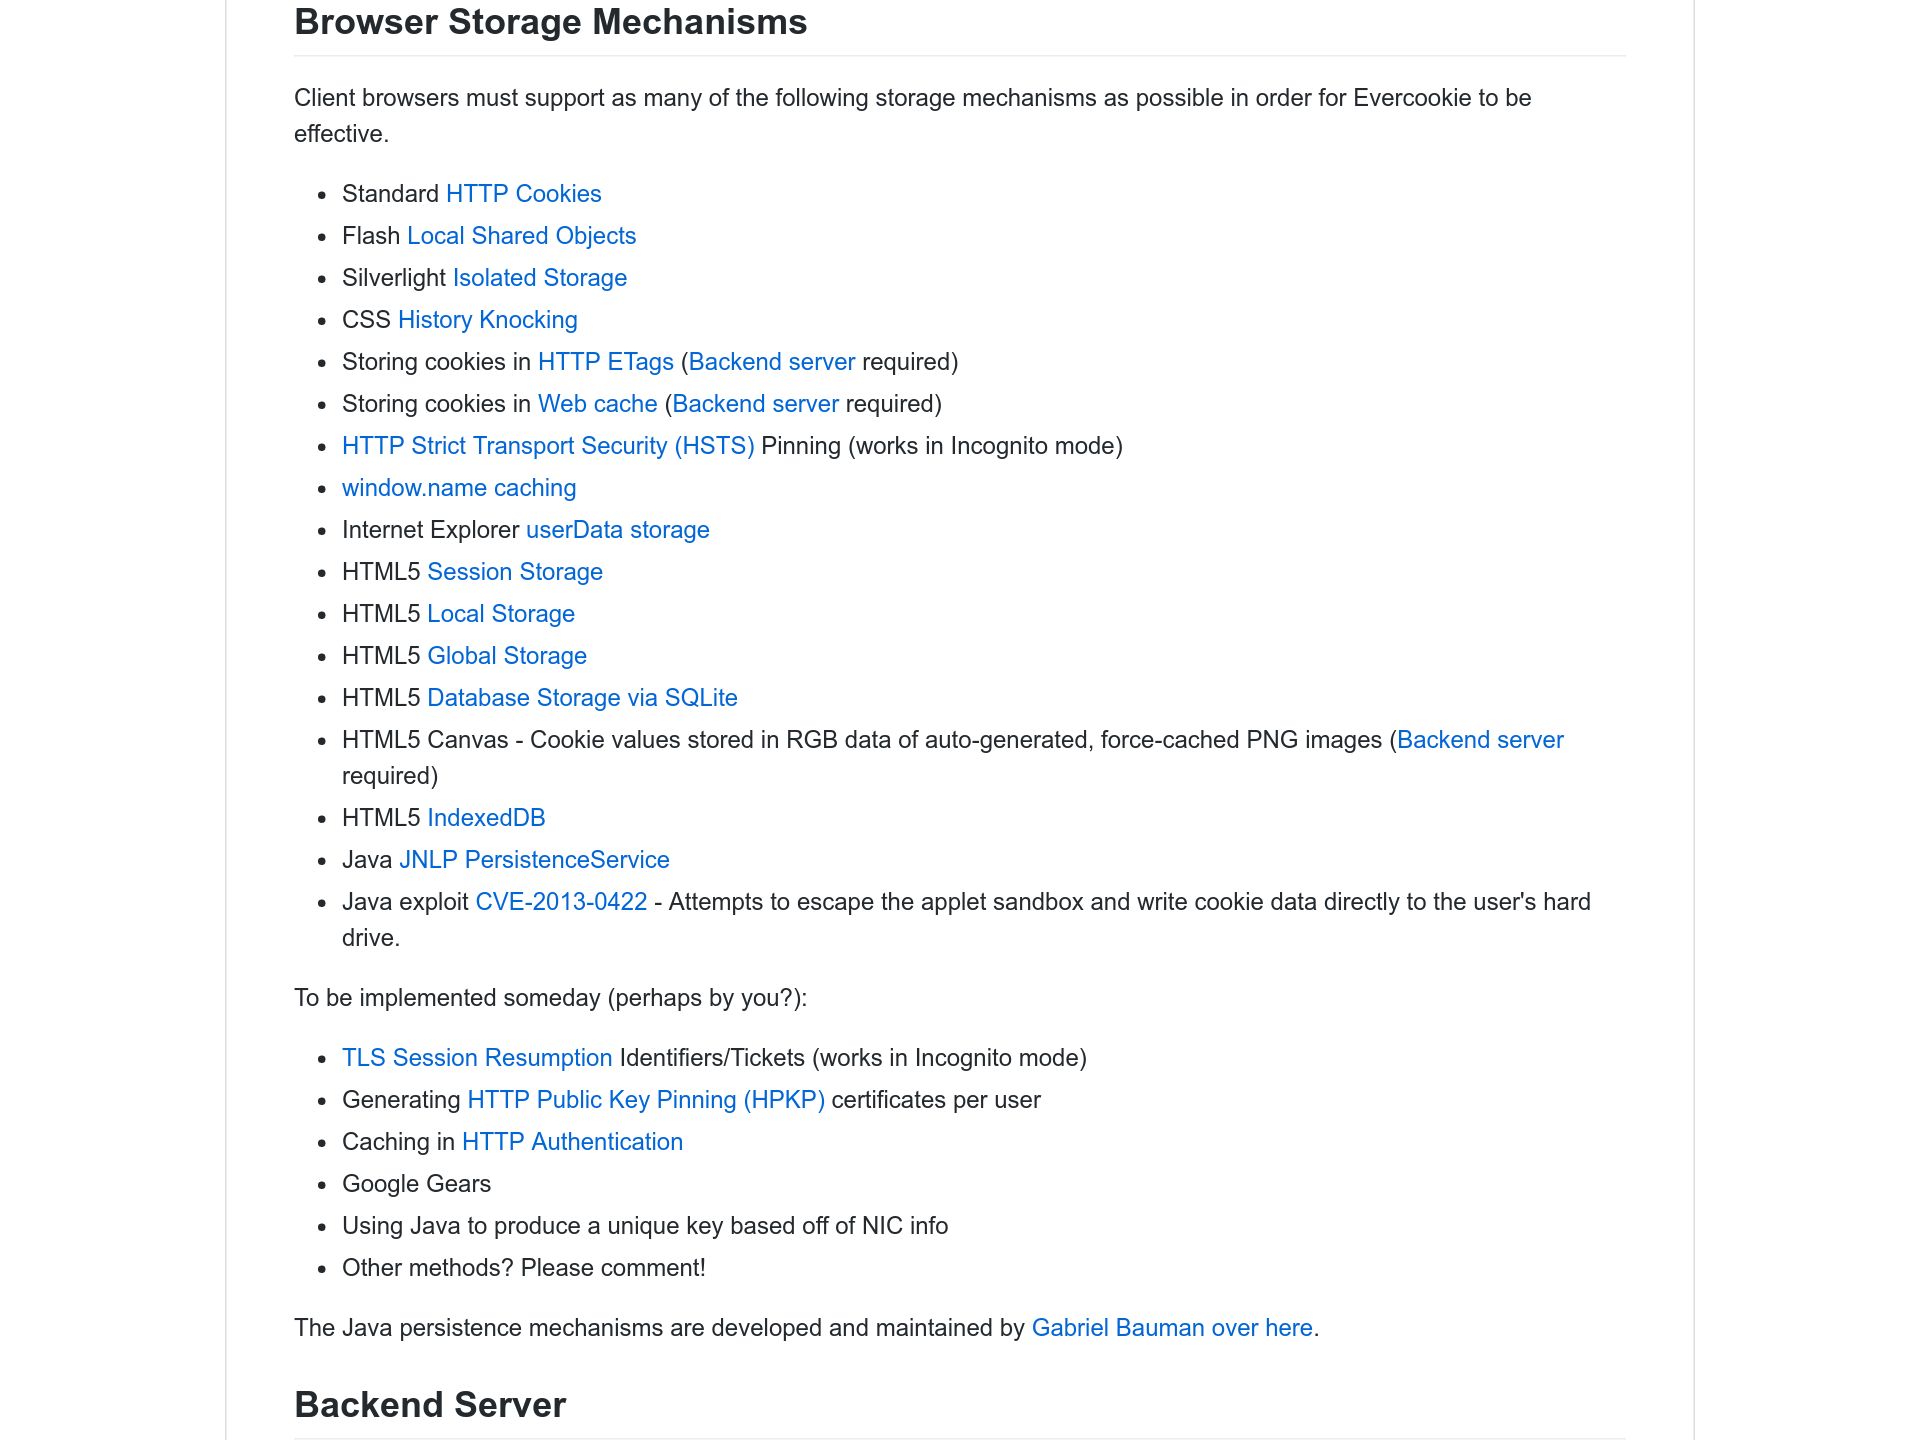 Browser Storage Mechanisms
Client browsers must support as many of the following storage mechanisms as possible in order for Evercookie to be
effective.
Standard HTTP Cookies
Flash Local Shared Objects
Silverlight Isolated Storage
CSS History Knocking
Storing cookies in HTTP ETags (Backend server required)
Storing cookies in Web cache (Backend server required)
HTTP Strict Transport Security (HSTS) Pinning (works in Incognito mode)
window.name caching
Internet Explorer userData storage
HTML5 Session Storage
HTML5 Local Storage
HTML5 Global Storage
HTML5 Database Storage via SQLite
HTML5 Canvas - Cookie values stored in RGB data of auto-generated, force-cached PNG images (Backend server
required)
HTML5 IndexedDB
Java JNLP PersistenceService
Java exploit CVE-2013-0422 - Attempts to escape the applet sandbox and write cookie data directly to the user's hard
drive.
To be implemented someday (perhaps by you?):
TLS Session Resumption Identifiers/Tickets (works in Incognito mode)
Generating HTTP Public Key Pinning (HPKP) certificates per user
Caching in HTTP Authentication
Google Gears
Using Java to produce a unique key based off of NIC info
Other methods? Please comment!
The Java persistence mechanisms are developed and maintained by Gabriel Bauman over here.
Backend Server